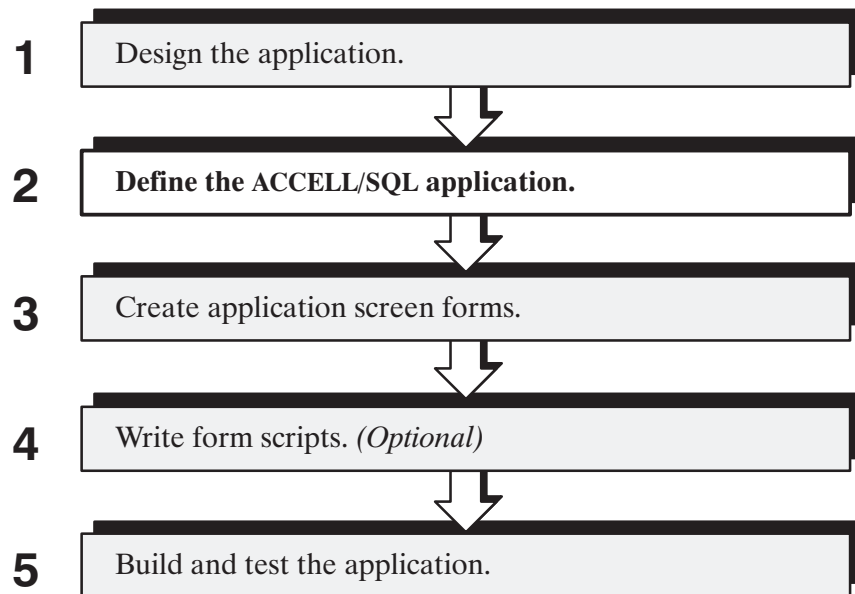 1 Design the application.
2 Define the ACCELL/SQL application.
3 Create application screen forms.
4 Write form scripts. (Optional)
5 Build and test the application.